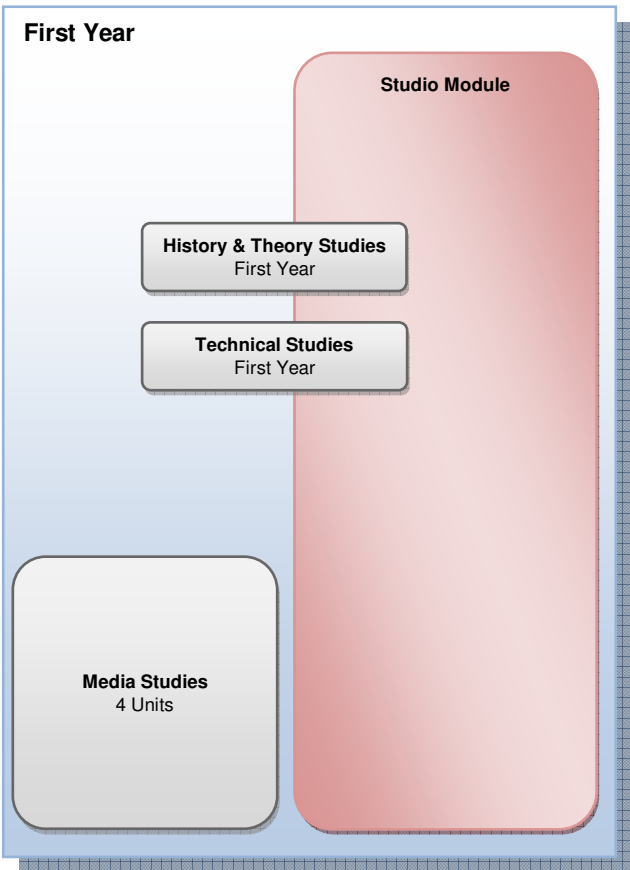 First Year
Studio Module
History & Theory Studies
First Year
Technical Studies
First Year
Media Studies
4 Units